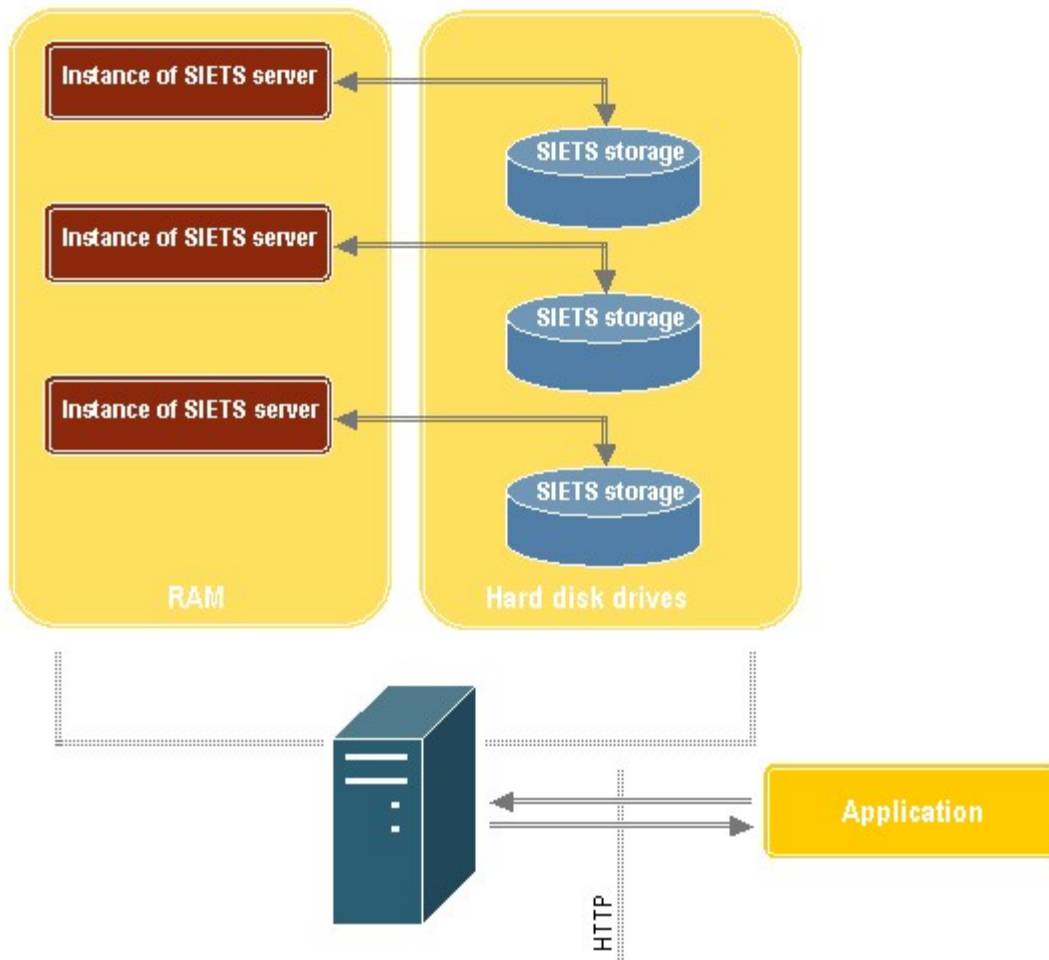 Instance of SIETS server
SIETS storage
Instance of SIETS server
SIETS storage
Instance of SIETS server
SIETS storage
RAM
Hard disk drives
Application
HTTP